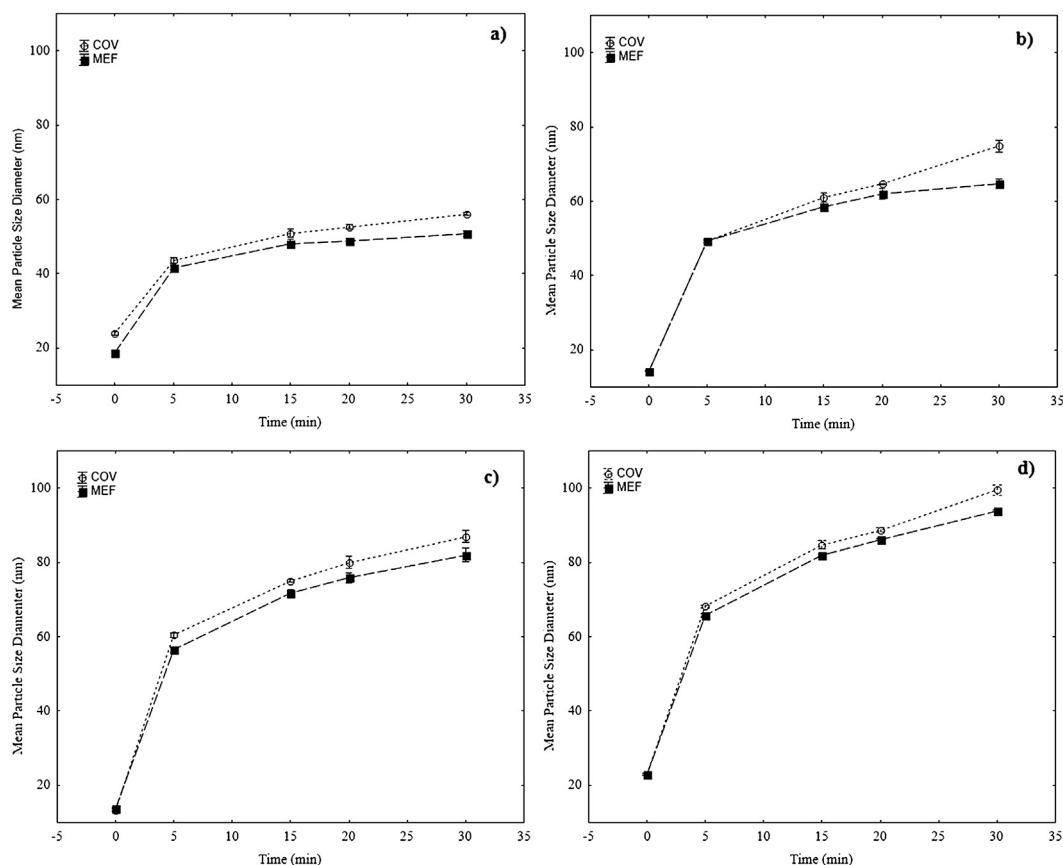 a)
COV
MEF
100
80
60
40
20
Mean Particle Size Diameter (nm)
-5 0 5 10 15 20 25 30 35
Time (min)
b)
COV
MEF
100
80
60
40
20
Mean Particle Size Diameter (nm)
-5 0 5 10 15 20 25 30 35
Time (min)
c)
COV
MEF
100
80
60
40
20
Mean Particle Size Diamenter (nm)
-5 0 5 10 15 20 25 30 35
Time (min)
d)
COV
MEF
100
80
60
40
20
Mean Particle Size Diameter (nm)
-5 0 5 10 15 20 25 30 35
Time (min)